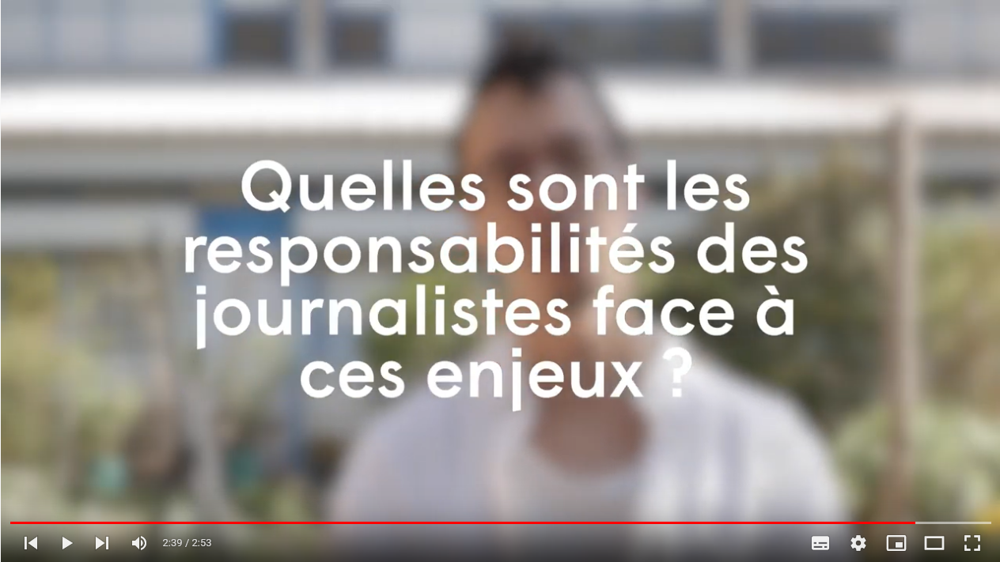 Quelles sont les
responsabilités des
journalistes face à
ces enjeux ?
2:39 / 2:53